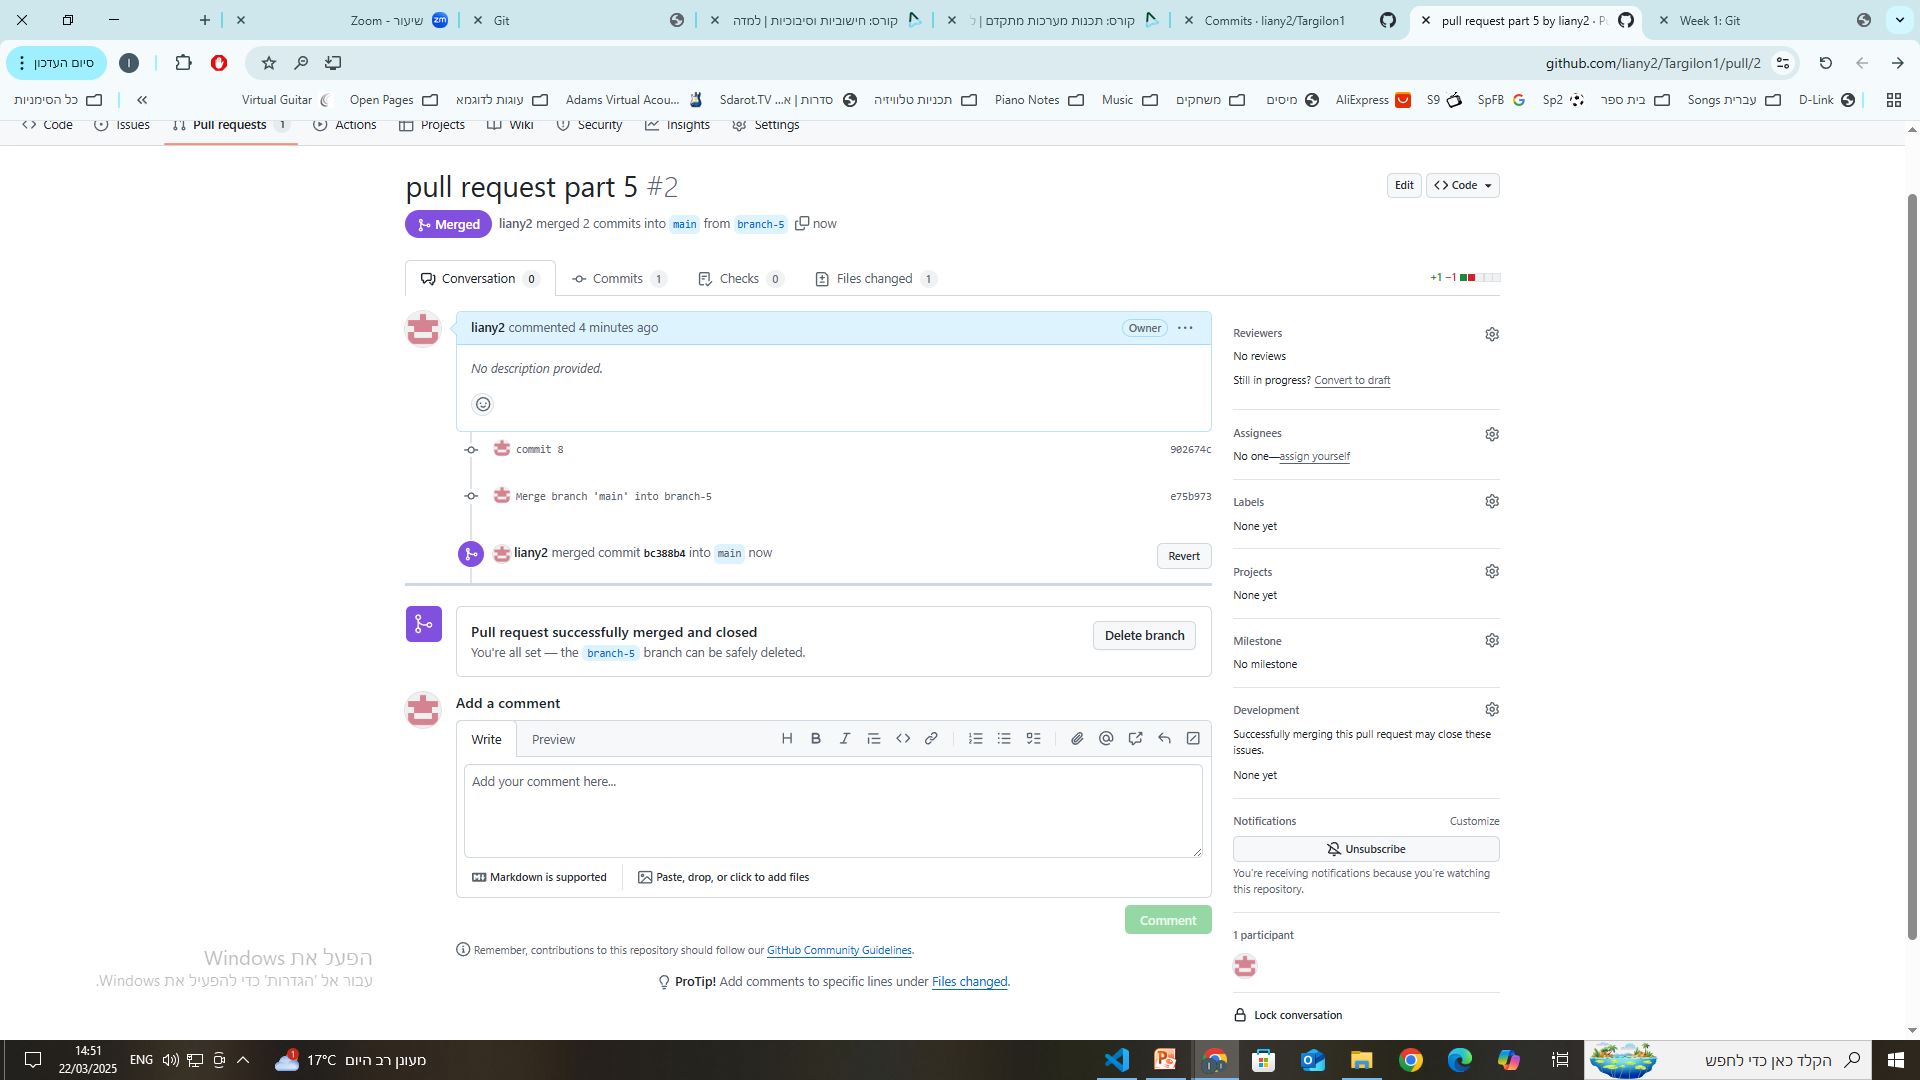 Zoom - שיעור
Git
קורס: חישוביות וסיבוכיות | למדה
קורס: תכנות מערכות מתקדם | ל
Commits · liany2/Targilon1
pull request part 5 by liany2 · Pu
Week 1: Git
סיום העדכון
I
github.com/liany2/Targilon1/pull/2
כל הסימניות
Virtual Guitar
Open Pages
עוגות לדוגמא
Adams Virtual Acou...
Sdarot.TV סדרות | א...
תכניות טלוויזיה
Piano Notes
Music
משחקים
מיסים
AliExpress
S9
SpFB
Sp2
בית ספר
Songs עברית
D-Link
Code
Issues
Pull requests 1
Actions
Projects
Wiki
Security
Insights
Settings
pull request part 5 #2
Edit
Code
Merged
liany2 merged 2 commits into main from branch-5 now
Conversation 0
Commits 1
Checks 0
Files changed 1
+1 −1
liany2 commented 4 minutes ago
Owner
No description provided.
commit 8
902674c
Merge branch 'main' into branch-5
e75b973
liany2 merged commit bc388b4 into main now
Revert
Pull request successfully merged and closed
You're all set — the branch-5 branch can be safely deleted.
Delete branch
Add a comment
Write
Preview
Add your comment here...
Markdown is supported
Paste, drop, or click to add files
Comment
Remember, contributions to this repository should follow our GitHub Community Guidelines.
ProTip! Add comments to specific lines under Files changed.
Reviewers
No reviews
Still in progress? Convert to draft
Assignees
No one—assign yourself
Labels
None yet
Projects
None yet
Milestone
No milestone
Development
Successfully merging this pull request may close these
issues.
None yet
Notifications
Customize
Unsubscribe
You're receiving notifications because you're watching
this repository.
1 participant
Lock conversation
הפעל את Windows
עבור אל 'הגדרות' כדי להפעיל את Windows.
14:51
22/03/2025
ENG
1
17°C מעונן רב היום
הקלד כאן כדי לחפש